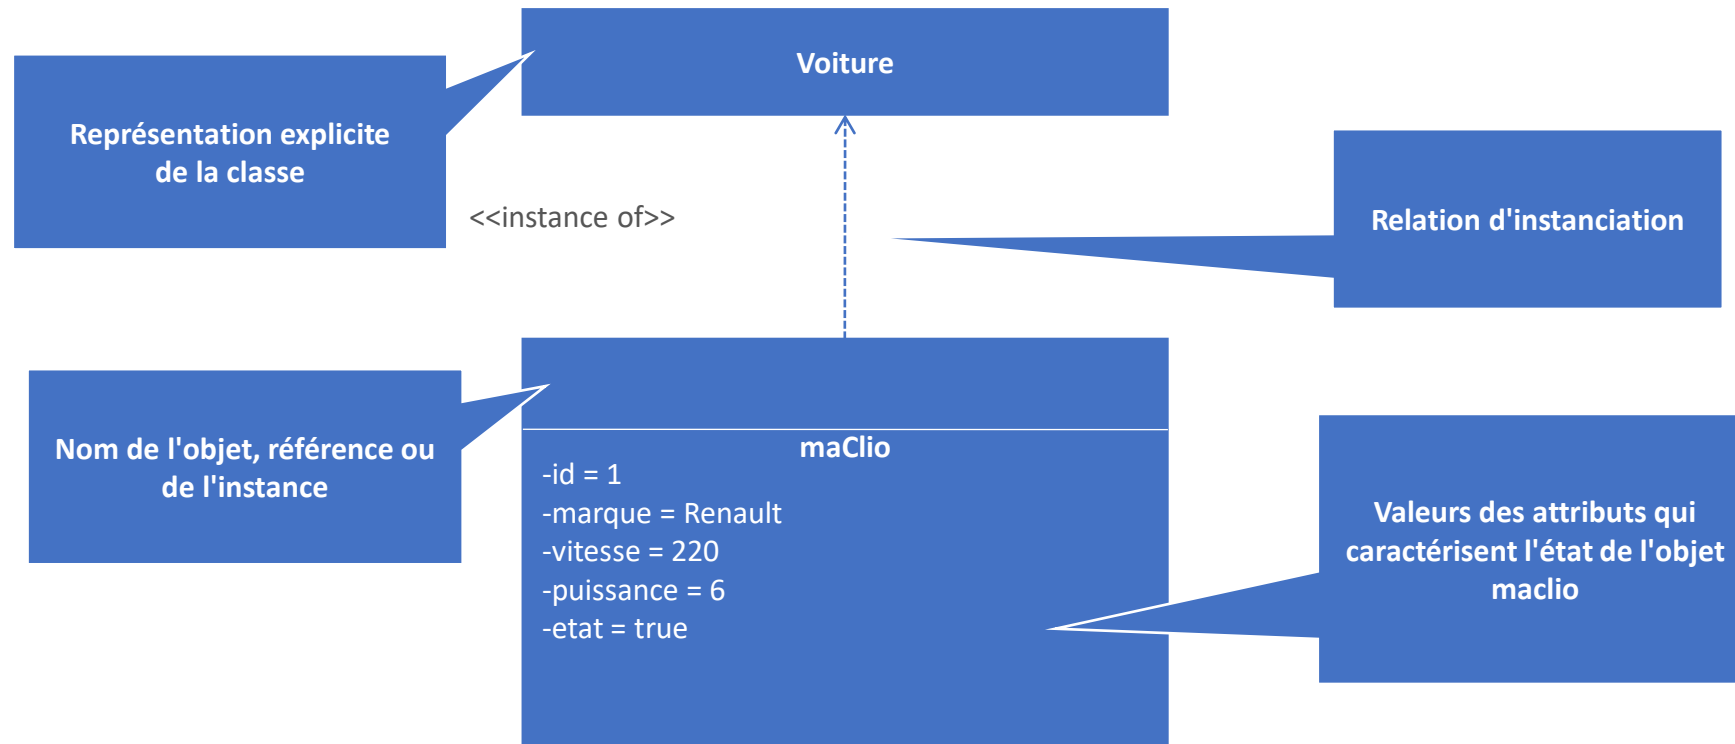 Voiture
Représentation explicite
de la classe
<<instance of>>
Relation d'instanciation
Nom de l'objet, référence ou
de l'instance
maClio
-id = 1
-marque = Renault
-vitesse = 220
-puissance = 6
-etat = true
Valeurs des attributs qui
caractérisent l'état de l'objet
maclio